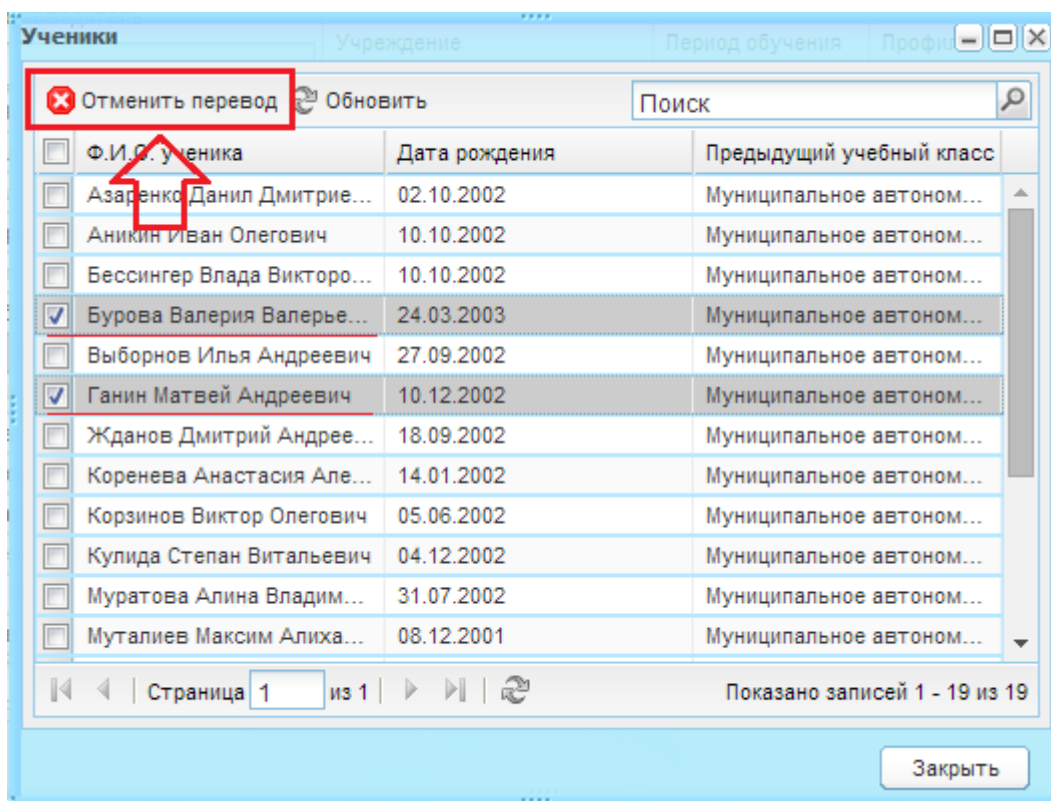 Ученики
Учреждение Период обучения Профи
Отменить перевод Обновить Поиск
Ф.И.О. ученика Дата рождения Предыдущий учебный класс
Азаренко Данил Дмитрие... 02.10.2002 Муниципальное автоном...
Аникин Иван Олегович 10.10.2002 Муниципальное автоном...
Бессингер Влада Викторо... 10.10.2002 Муниципальное автоном...
Бурова Валерия Валерье... 24.03.2003 Муниципальное автоном...
Выборнов Илья Андреевич 27.09.2002 Муниципальное автоном...
Ганин Матвей Андреевич 10.12.2002 Муниципальное автоном...
Жданов Дмитрий Андрее... 18.09.2002 Муниципальное автоном...
Коренева Анастасия Але... 14.01.2002 Муниципальное автоном...
Корзинов Виктор Олегович 05.06.2002 Муниципальное автоном...
Кулида Степан Витальевич 04.12.2002 Муниципальное автоном...
Муратова Алина Владим... 31.07.2002 Муниципальное автоном...
Муталиев Максим Алиха... 08.12.2001 Муниципальное автоном...
Страница 1 из 1 Показано записей 1 - 19 из 19
Закрыть